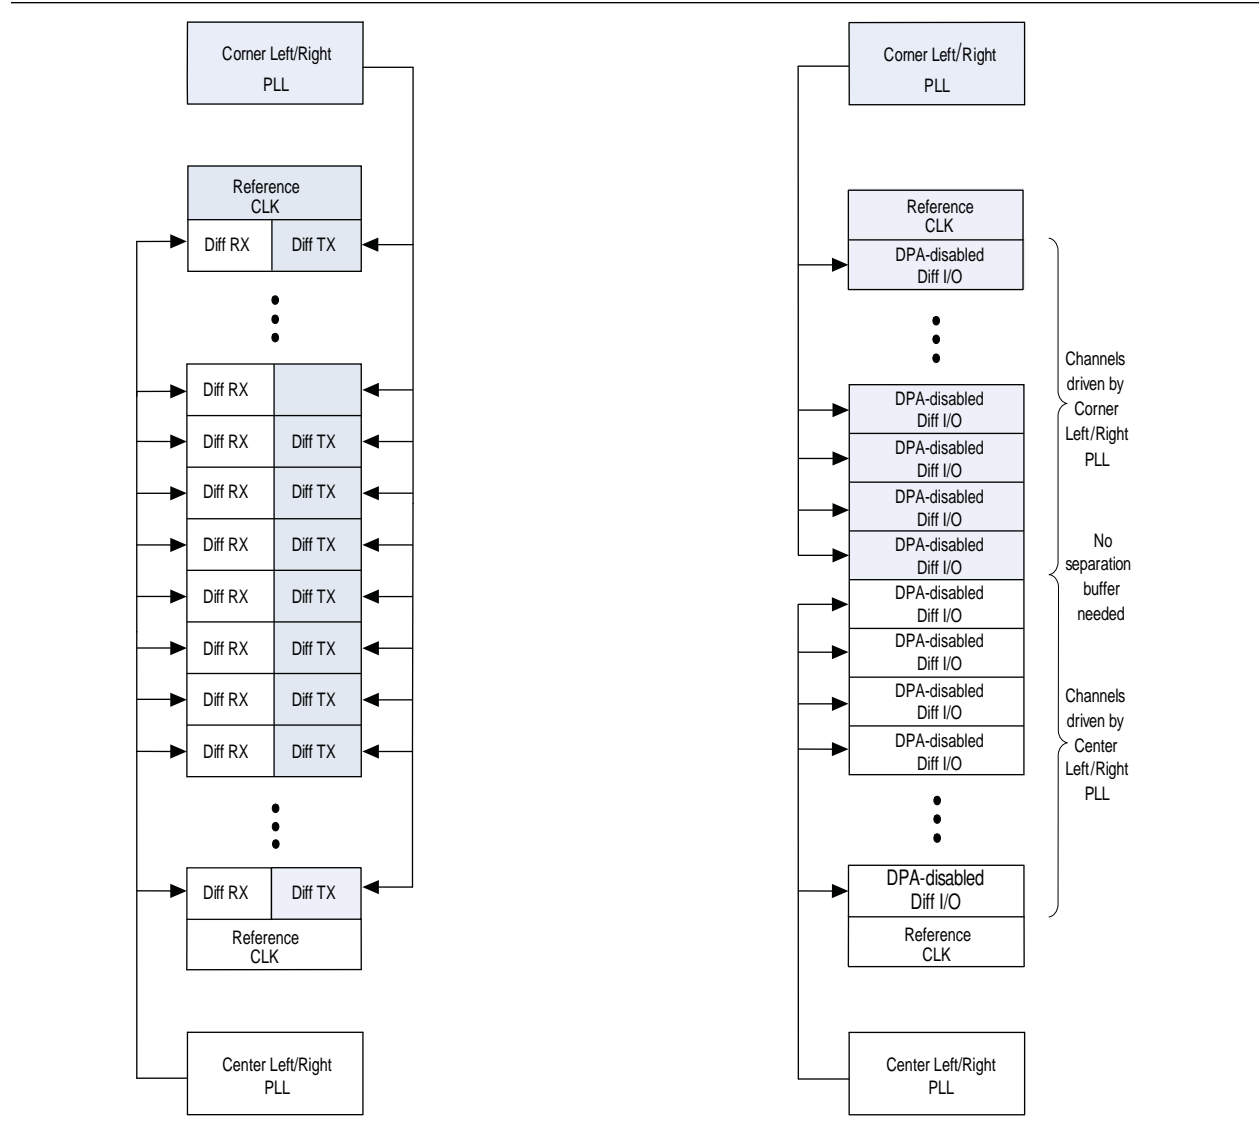 Corner Left/Right
PLL
Reference
CLK
Diff RX
Diff TX
Diff RX
Diff RX
Diff TX
Diff RX
Diff TX
Diff RX
Diff TX
Diff RX
Diff TX
Diff RX
Diff TX
Diff RX
Diff TX
Diff RX
Diff TX
Diff RX
Diff TX
Reference
CLK
Center Left/Right
PLL
Corner Left/Right
PLL
Reference
CLK
DPA-disabled
Diff I/O
DPA-disabled
Diff I/O
DPA-disabled
Diff I/O
DPA-disabled
Diff I/O
DPA-disabled
Diff I/O
DPA-disabled
Diff I/O
DPA-disabled
Diff I/O
DPA-disabled
Diff I/O
DPA-disabled
Diff I/O
DPA-disabled
Diff I/O
Reference
CLK
Center Left/Right
PLL
Channels
driven by
Corner
Left/Right
PLL
No
separation
buffer
needed
Channels
driven by
Center
Left/Right
PLL